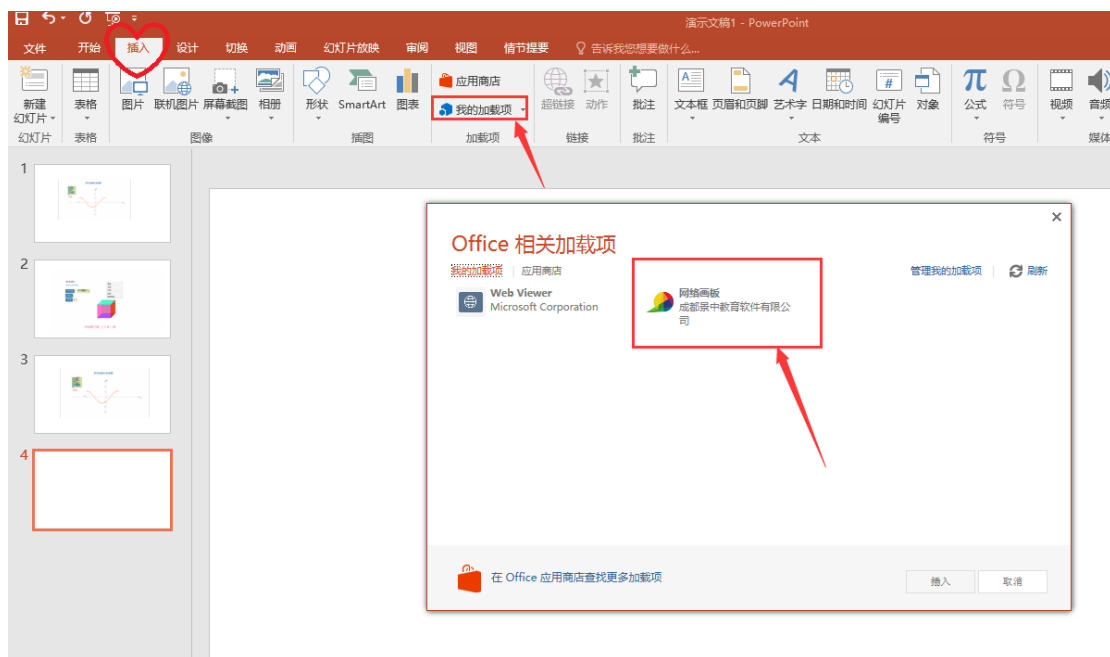 演示文稿1 - PowerPoint
文件 开始 插入 设计 切换 动画 幻灯片放映 审阅 视图 情节提要 告诉我您想要做什么...
新建
幻灯片
表格
图片
联机图片
屏幕截图
相册
形状
SmartArt
图表
应用商店
我的加载项
超链接
动作
批注
文本框
页眉和页脚
艺术字
日期和时间
幻灯片
编号
对象
公式
符号
视频
音频
幻灯片 表格 图像 插图 加载项 链接 批注 文本 符号 媒体
1
2
3
4
Office 相关加载项
我的加载项 | 应用商店
管理我的加载项 | 刷新
Web Viewer
Microsoft Corporation
网络画板
成都景中教育软件有限公
司
在 Office 应用商店查找更多加载项
插入 取消